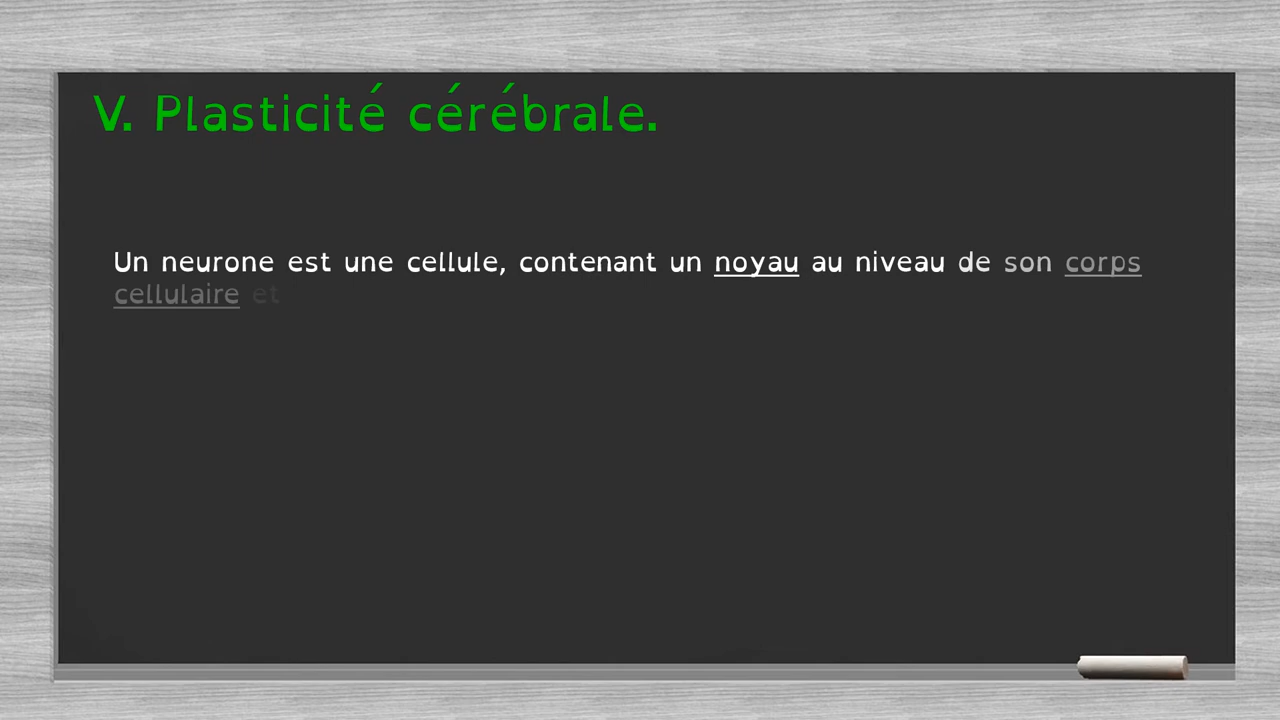 V. Plasticité cérébrale.
Un neurone est une cellule, contenant un noyau au niveau de son corps
cellulaire et